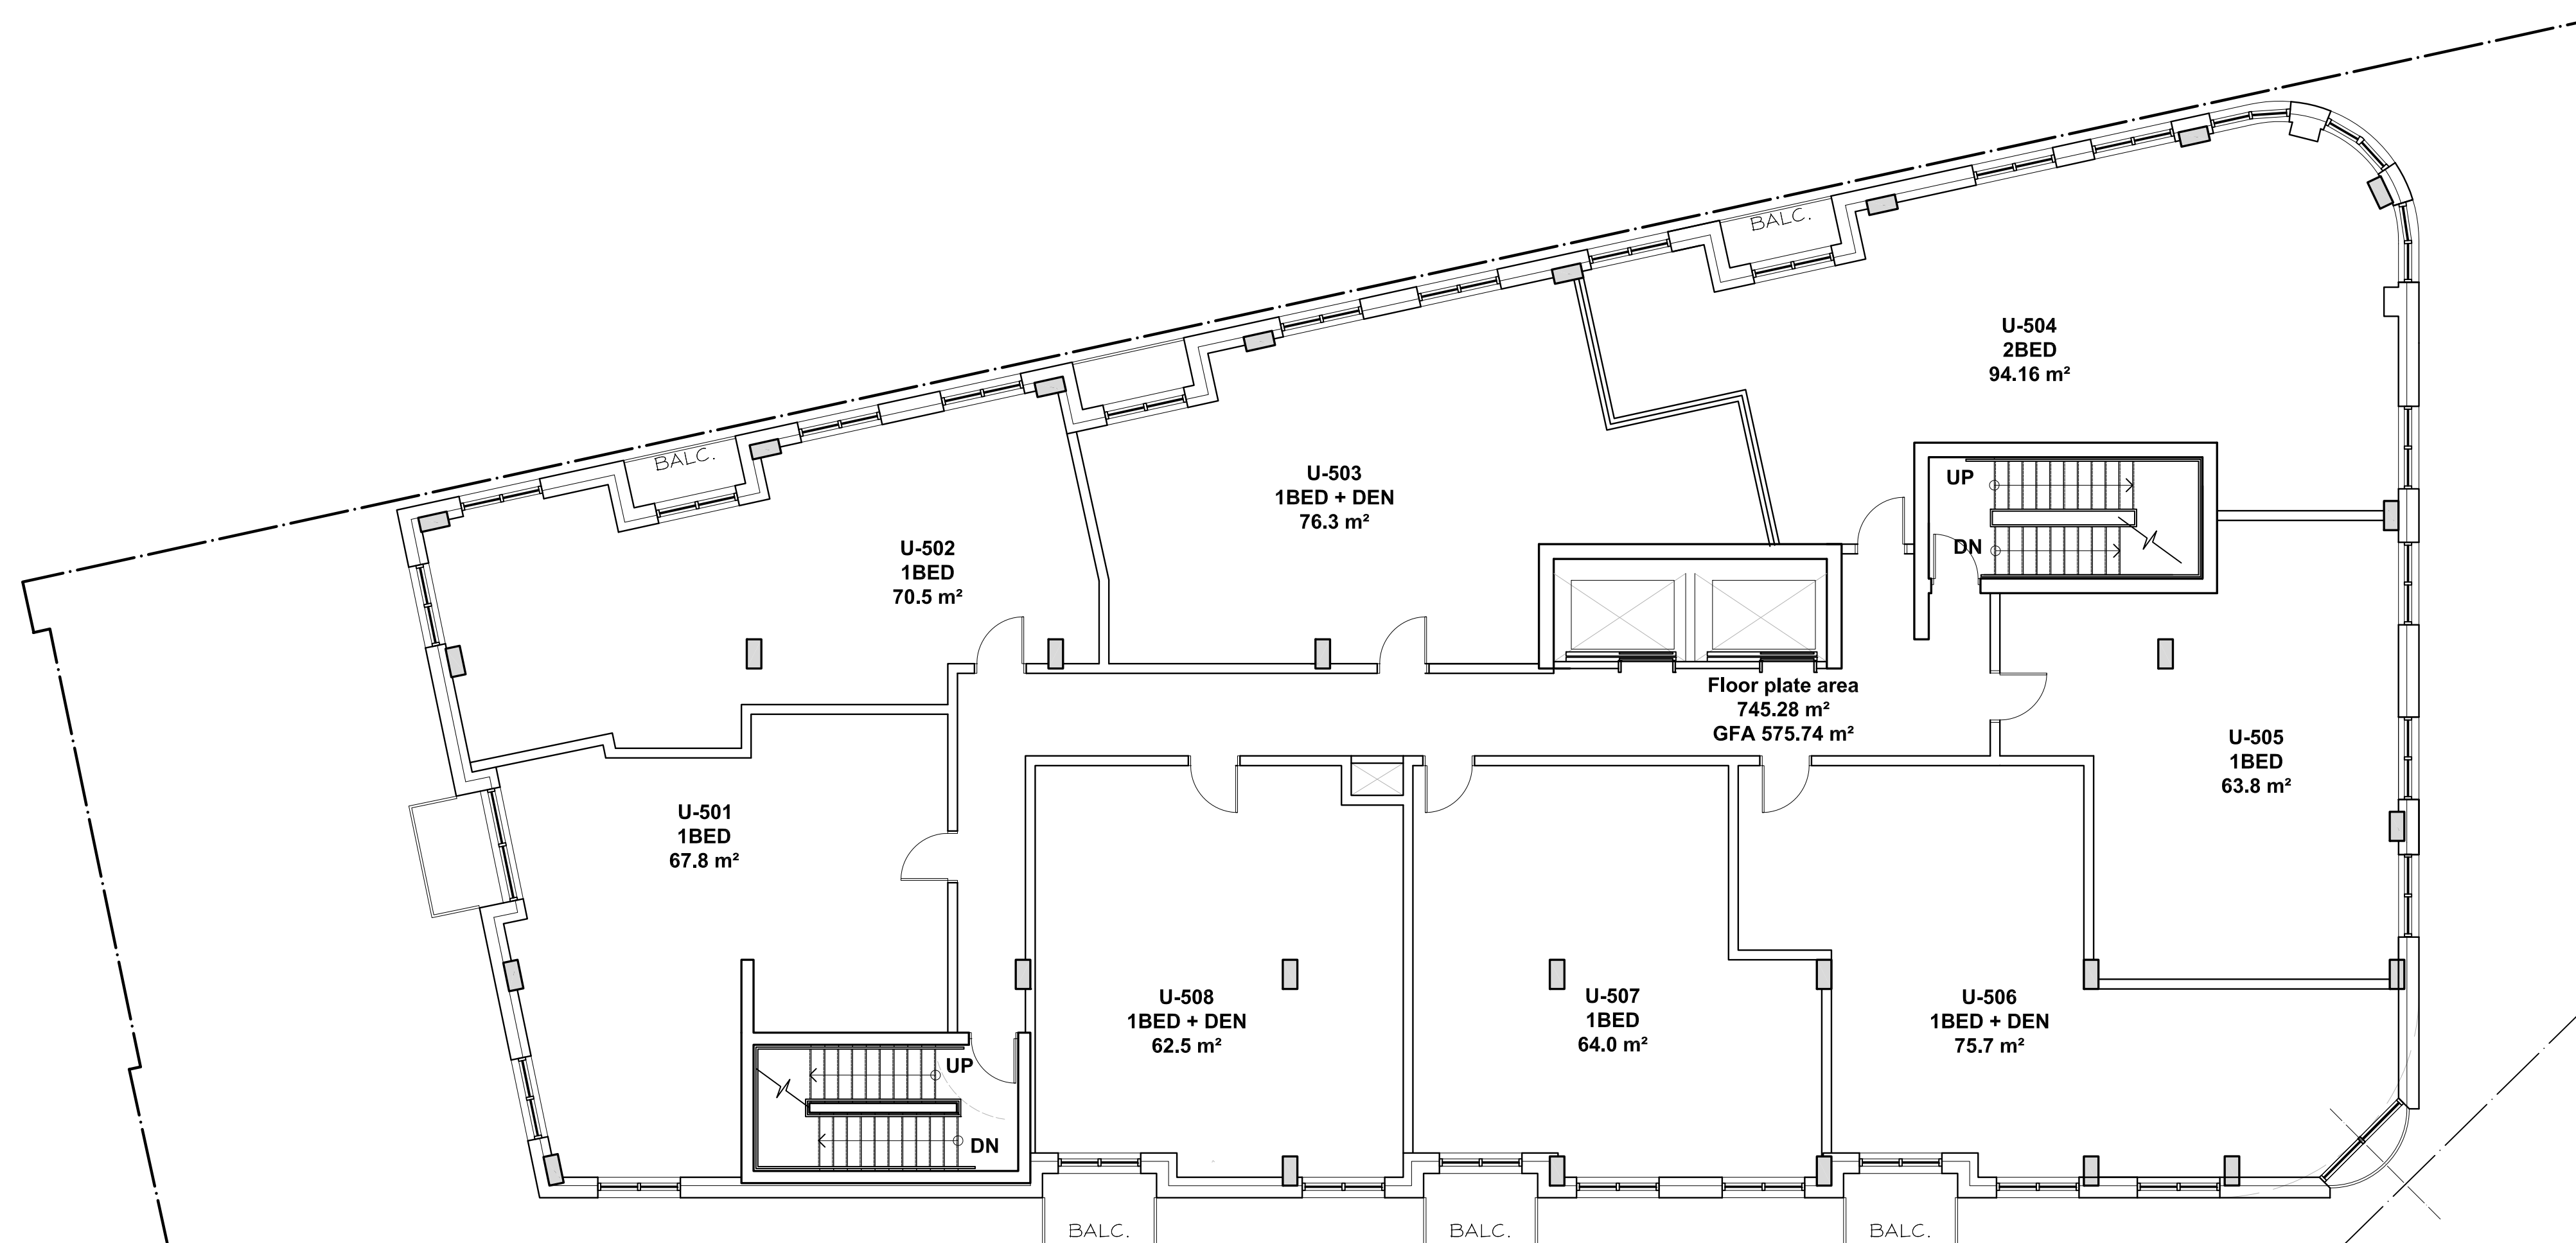 BALC.
U-504
2BED
94.16 m²
BALC.
U-503
1BED + DEN
76.3 m²
UP
DN
U-502
1BED
70.5 m²
Floor plate area
745.28 m²
GFA 575.74 m²
U-505
1BED
63.8 m²
U-501
1BED
67.8 m²
U-508
1BED + DEN
62.5 m²
U-507
1BED
64.0 m²
U-506
1BED + DEN
75.7 m²
UP
DN
BALC.
BALC.
BALC.